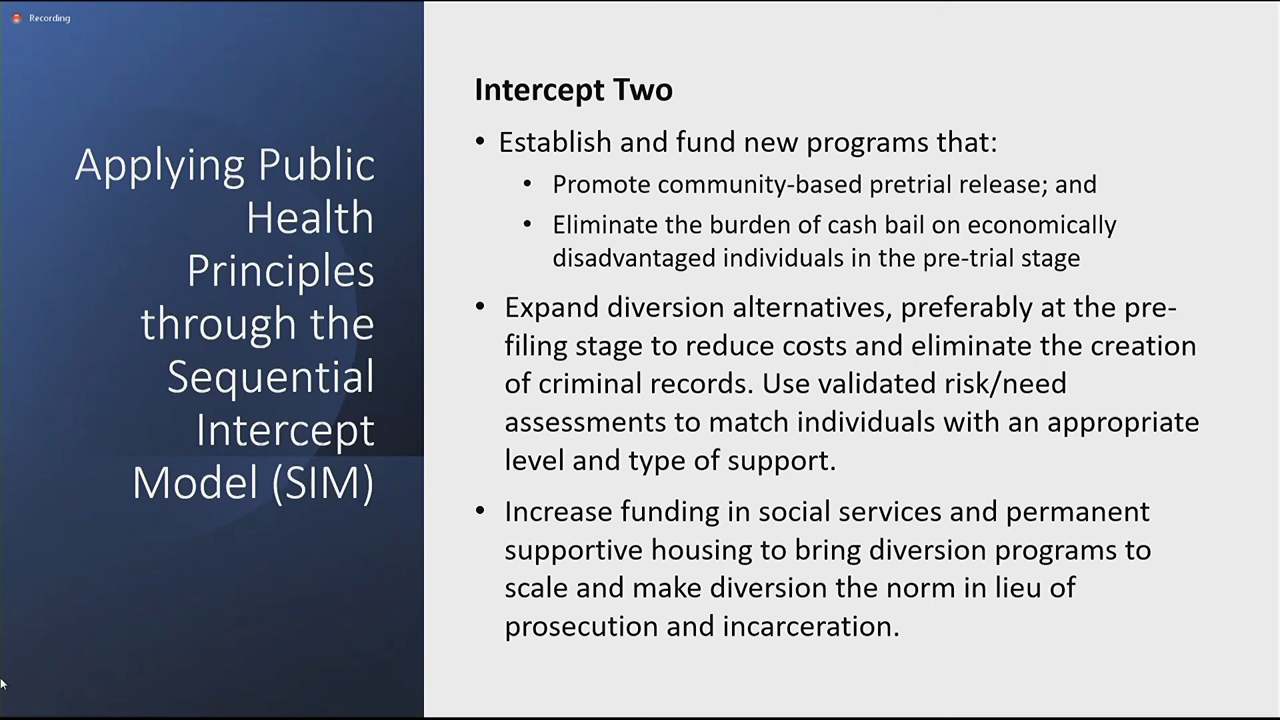 Recording
Applying Public
Health
Principles
through the
Sequential
Intercept
Model (SIM)
Intercept Two
• Establish and fund new programs that:
• Promote community-based pretrial release; and
• Eliminate the burden of cash bail on economically
disadvantaged individuals in the pre-trial stage
• Expand diversion alternatives, preferably at the pre-
filing stage to reduce costs and eliminate the creation
of criminal records. Use validated risk/need
assessments to match individuals with an appropriate
level and type of support.
• Increase funding in social services and permanent
supportive housing to bring diversion programs to
scale and make diversion the norm in lieu of
prosecution and incarceration.